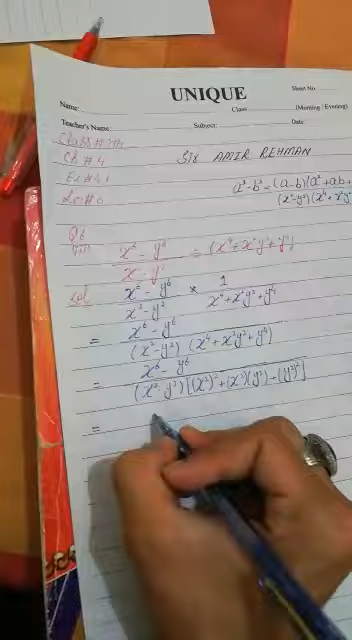 UNIQUE
Sheet No.
Name: Class (Morning / Evening)
Teacher's Name Subject: Date
Class # 9th
Ch # 4 Sir AMIR REHMAN
Ex # 4.1 a³-b³=(a-b)(a²+ab+
Lec # 6 (x²-y²)(x⁴+x²y²
Q6
x⁶ - y⁶ / x² - y² ÷ (x⁴+x²y²+y⁴)
Sol x⁶ - y⁶ / x² - y² × 1 / x⁴+x²y²+y⁴
= x⁶ - y⁶ / (x²-y²) (x⁴+x²y²+y⁴)
= x⁶ - y⁶ / (x²-y²)[(x²)²+(x²)(y²)+(y²)²]
=